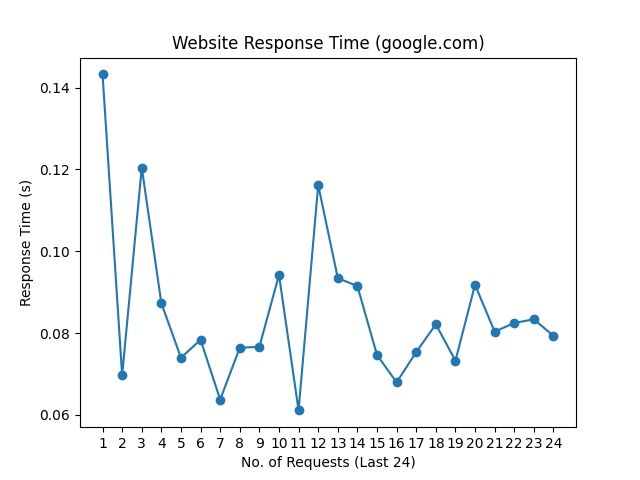 Website Response Time (google.com)
0.14
0.12
0.10
0.08
0.06
Response Time (s)
1 2 3 4 5 6 7 8 9 10 11 12 13 14 15 16 17 18 19 20 21 22 23 24
No. of Requests (Last 24)